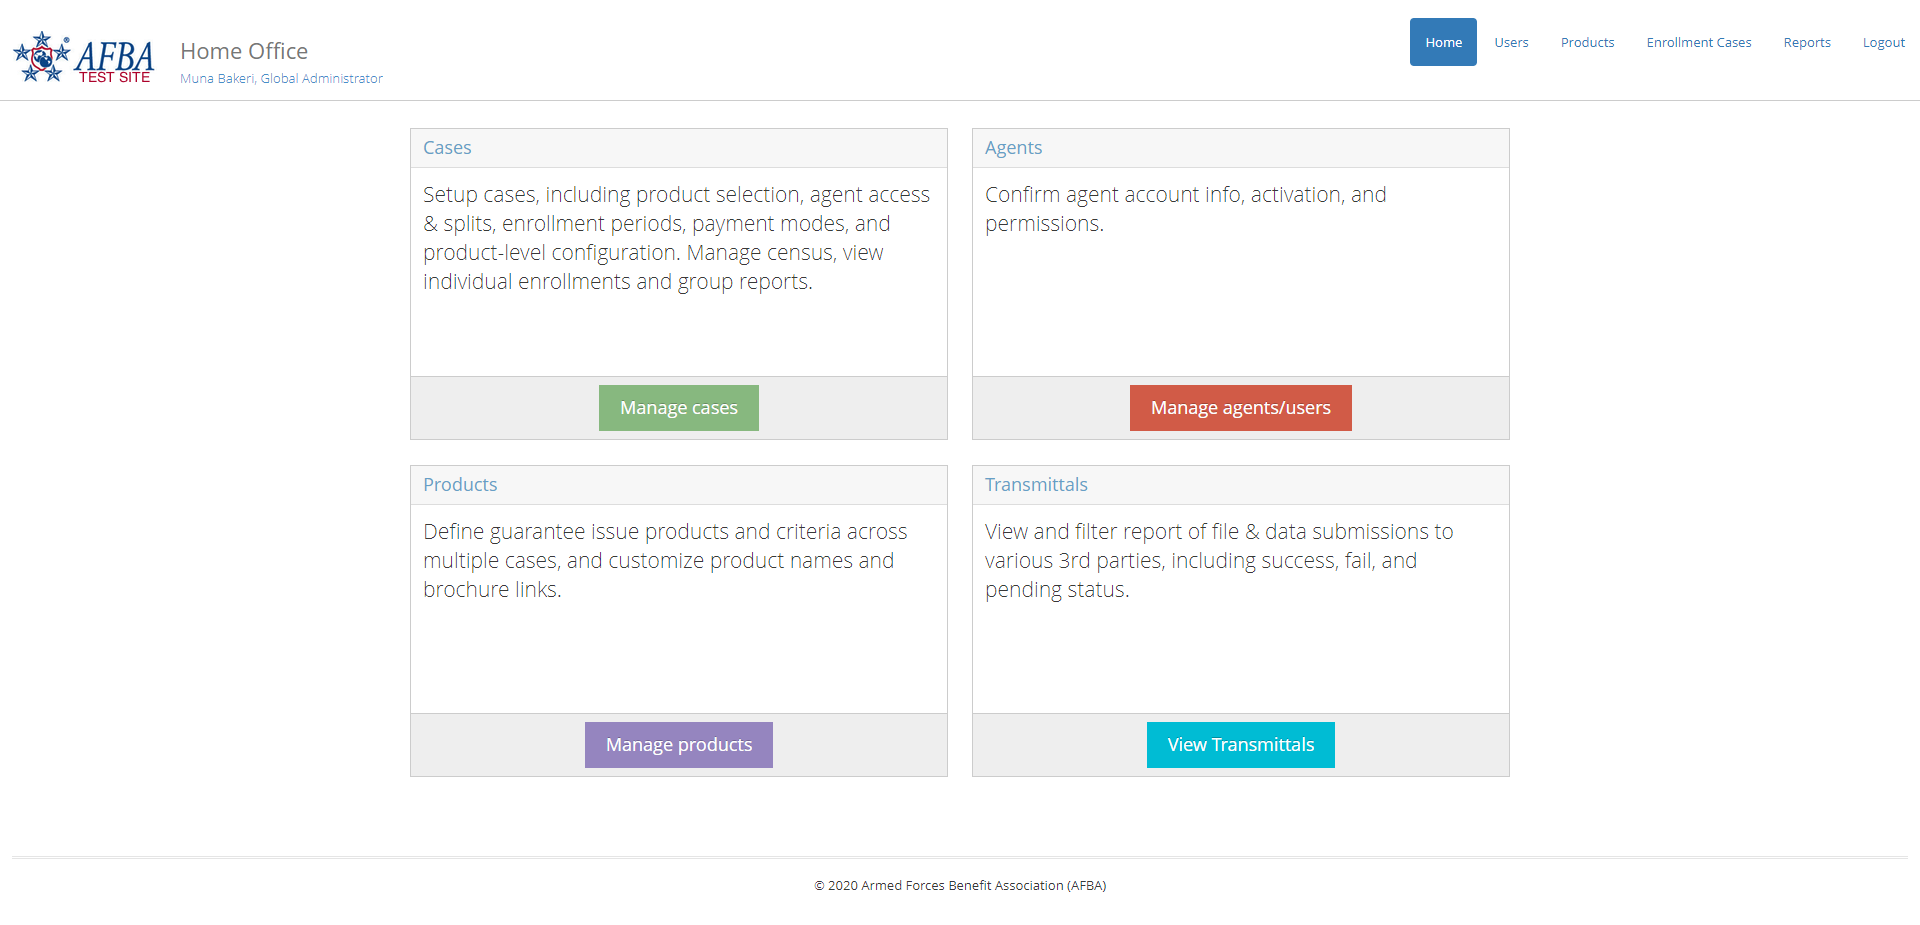 AFBA
®
TEST SITE
Home Office
Muna Bakeri, Global Administrator
Home
Users
Products
Enrollment Cases
Reports
Logout
Cases
Setup cases, including product selection, agent access
& splits, enrollment periods, payment modes, and
product-level configuration. Manage census, view
individual enrollments and group reports.
Manage cases
Agents
Confirm agent account info, activation, and
permissions.
Manage agents/users
Products
Define guarantee issue products and criteria across
multiple cases, and customize product names and
brochure links.
Manage products
Transmittals
View and filter report of file & data submissions to
various 3rd parties, including success, fail, and
pending status.
View Transmittals
© 2020 Armed Forces Benefit Association (AFBA)